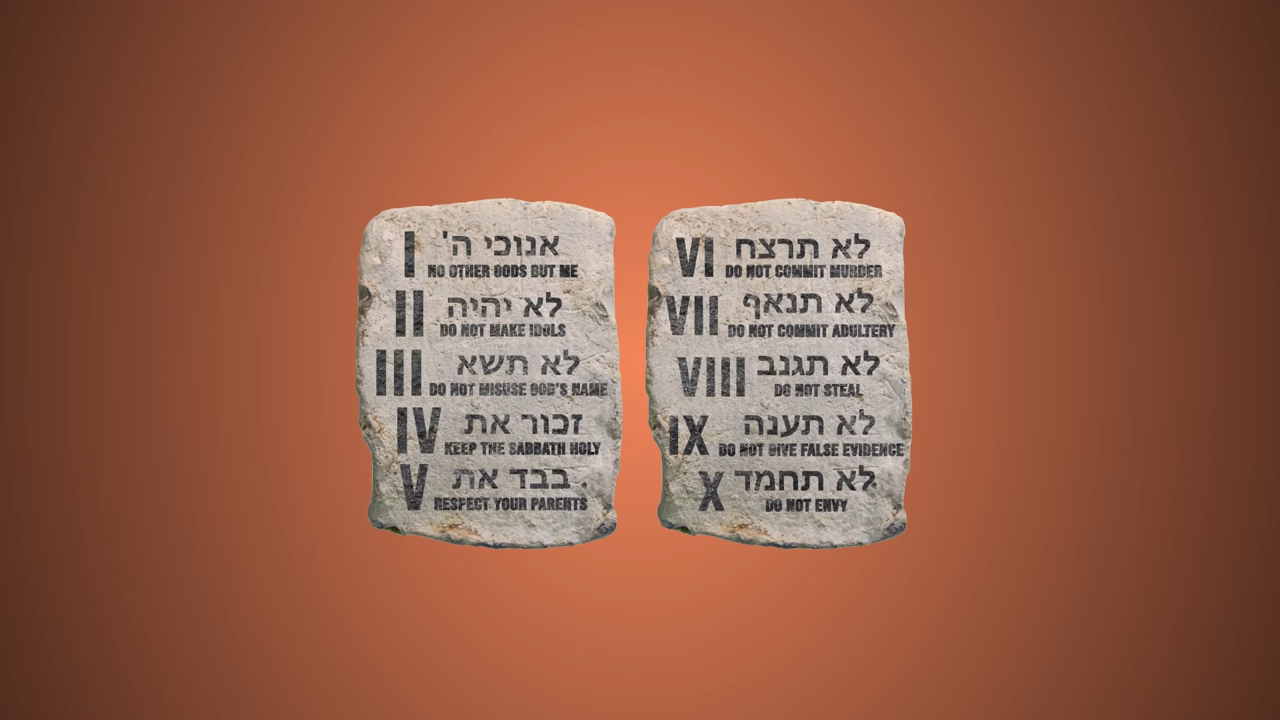 I אנוכי ה'
NO OTHER GODS BUT ME
II לא יהיה
DO NOT MAKE IDOLS
III לא תשא
DO NOT MISUSE GOD'S NAME
IV זכור את
KEEP THE SABBATH HOLY
V בבד את
RESPECT YOUR PARENTS
VI לא תרצח
DO NOT COMMIT MURDER
VII לא תנאף
DO NOT COMMIT ADULTERY
VIII לא תגנב
DO NOT STEAL
IX לא תענה
DO NOT GIVE FALSE EVIDENCE
X לא תחמד
DO NOT ENVY